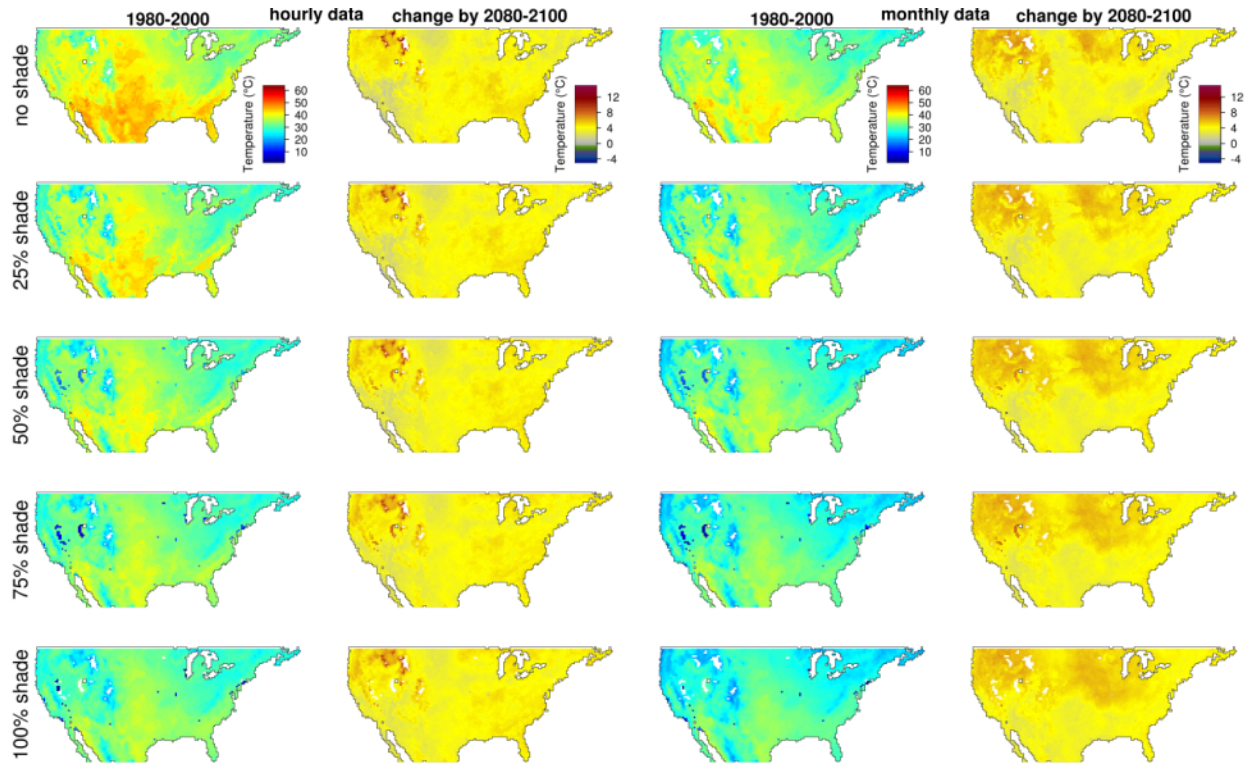 hourly data
monthly data
1980-2000
change by 2080-2100
1980-2000
change by 2080-2100
no shade
Temperature (°C)
60
50
40
30
20
10
Temperature (°C)
12
8
4
0
-4
Temperature (°C)
60
50
40
30
20
10
Temperature (°C)
12
8
4
0
-4
25% shade
50% shade
75% shade
100% shade